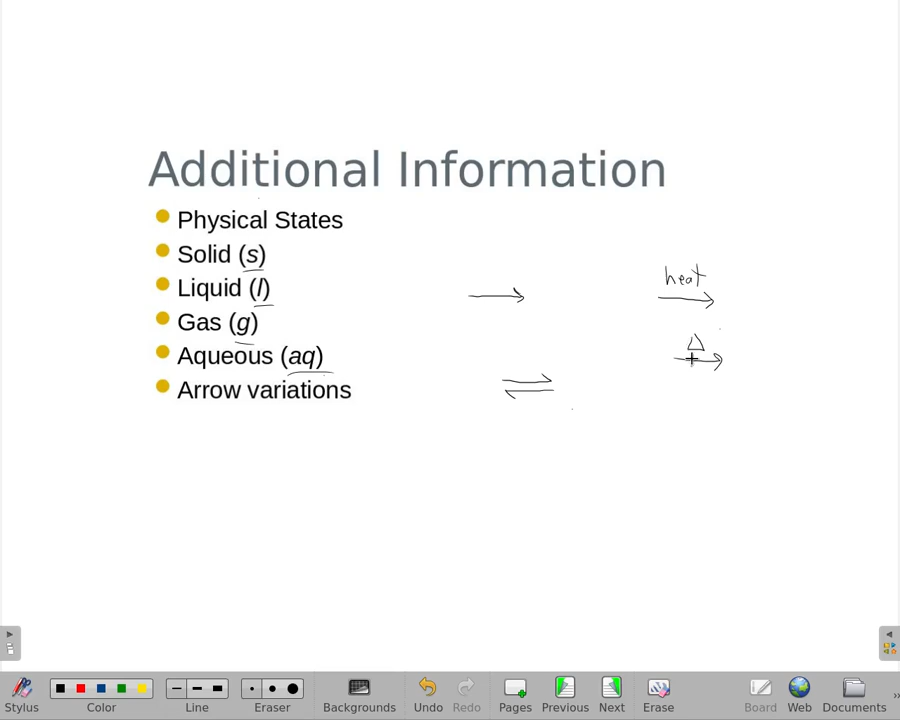 Additional Information
Physical States
Solid (s)
Liquid (l)
Gas (g)
Aqueous (aq)
Arrow variations
heat
Δ
Stylus
Color
Line
Eraser
Backgrounds
Undo
Redo
Pages
Previous
Next
Erase
Board
Web
Documents